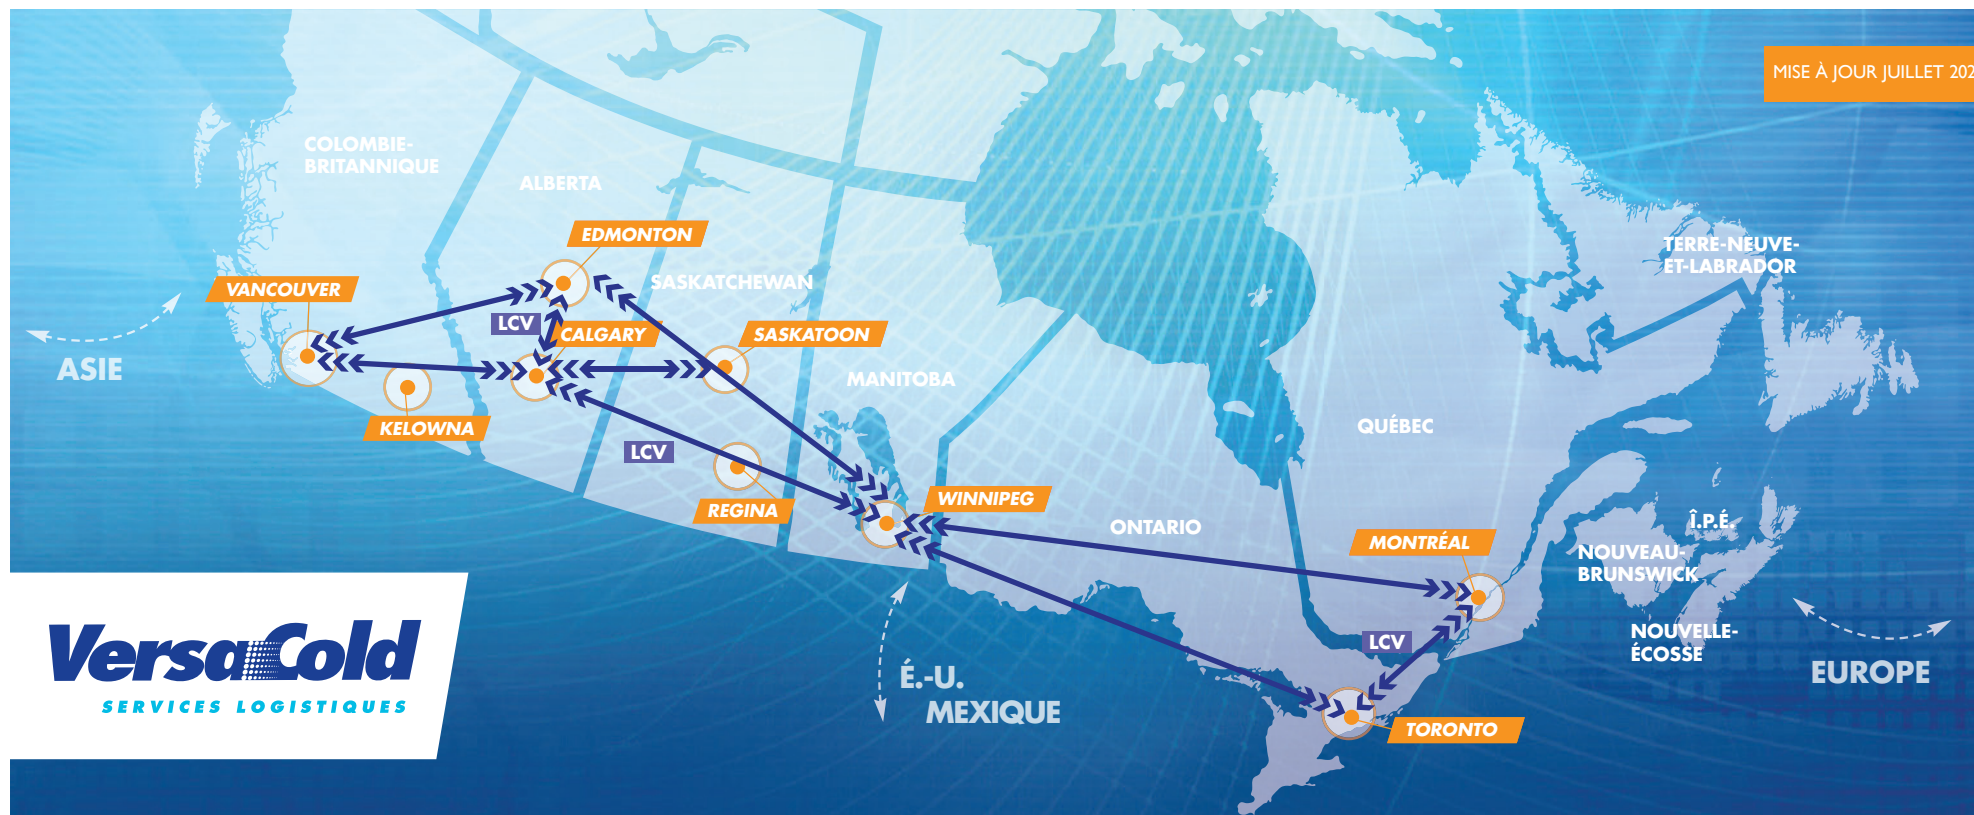 MISE À JOUR JUILLET 202
COLOMBIE-
BRITANNIQUE
ALBERTA
EDMONTON
SASKATCHEWAN
VANCOUVER
LCV
CALGARY
SASKATOON
TERRE-NEUVE-
ET-LABRADOR
ASIE
MANITOBA
KELOWNA
LCV
QUÉBEC
REGINA
WINNIPEG
ONTARIO
MONTRÉAL
Î.P.É.
NOUVEAU-
BRUNSWICK
NOUVELLE-
ÉCOSSE
LCV
EUROPE
É.-U.
MEXIQUE
TORONTO
VersaCold
SERVICES LOGISTIQUES